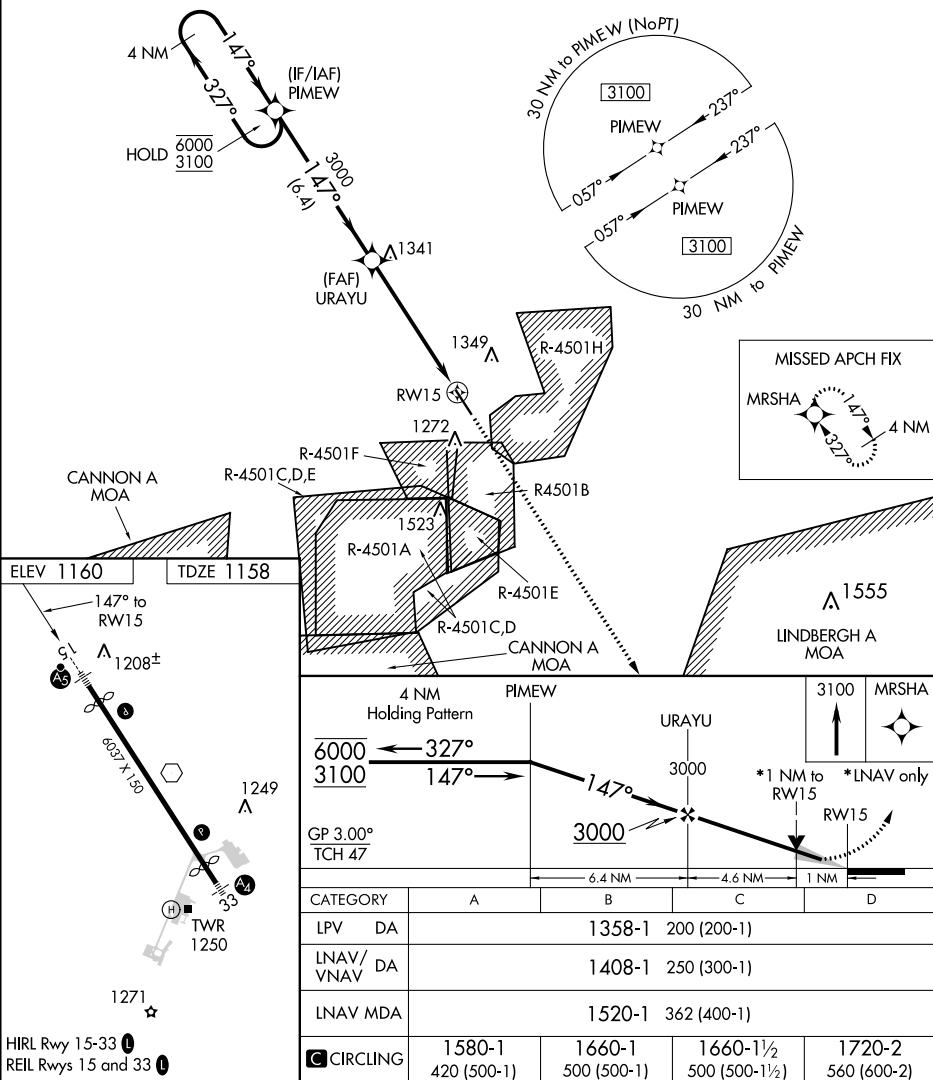 4 NM
147°
327°
(IF/IAF)
PIMEW
HOLD
6000
3100
3000
147°
(6.4)
(FAF)
URAYU
1341
30 NM to PIMEW (NoPT)
3100
237°
PIMEW
057°
237°
PIMEW
057°
3100
30 NM to PIMEW
1349
R-4501H
RW15
MISSED APCH FIX
MRSHA
147°
4 NM
327°
1272
R-4501F
R-4501C,D,E
CANNON A
MOA
R4501B
1523
R-4501A
R-4501E
R-4501C,D
CANNON A
MOA
1555
LINDBERGH A
MOA
ELEV 1160
TDZE 1158
147° to
RW15
15
1208±
A5
P
6037 X 150
1249
P
A4
33
H
TWR
1250
1271
HIRL Rwy 15-33 L
REIL Rwys 15 and 33 L
4 NM
Holding Pattern
PIMEW
URAYU
3100
MRSHA
6000
3100
327°
147°
147°
3000
3000
*1 NM to
RW15
*LNAV only
RW15
GP 3.00°
TCH 47
6.4 NM
4.6 NM
1 NM
CATEGORY A B C D
LPV DA 1358-1 200 (200-1)
LNAV/
VNAV DA 1408-1 250 (300-1)
LNAV MDA 1520-1 362 (400-1)
C CIRCLING 1580-1 1660-1 1660-1½ 1720-2
420 (500-1) 500 (500-1) 500 (500-1½) 560 (600-2)